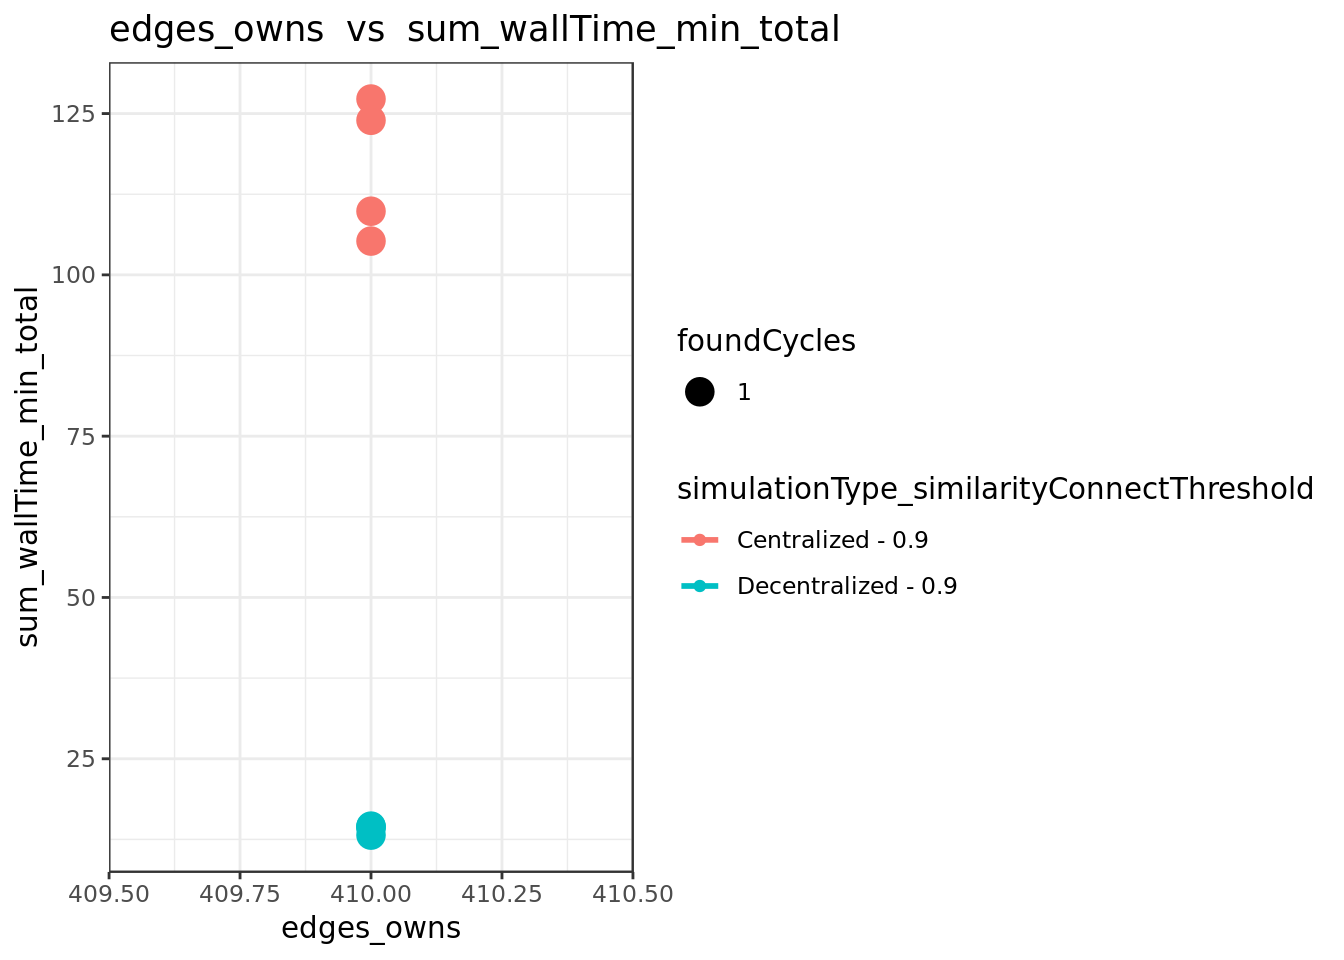 edges_owns vs sum_wallTime_min_total
sum_wallTime_min_total
125
100
75
50
25
409.50 409.75 410.00 410.25 410.50
edges_owns
foundCycles
1
simulationType_similarityConnectThreshold
Centralized - 0.9
Decentralized - 0.9